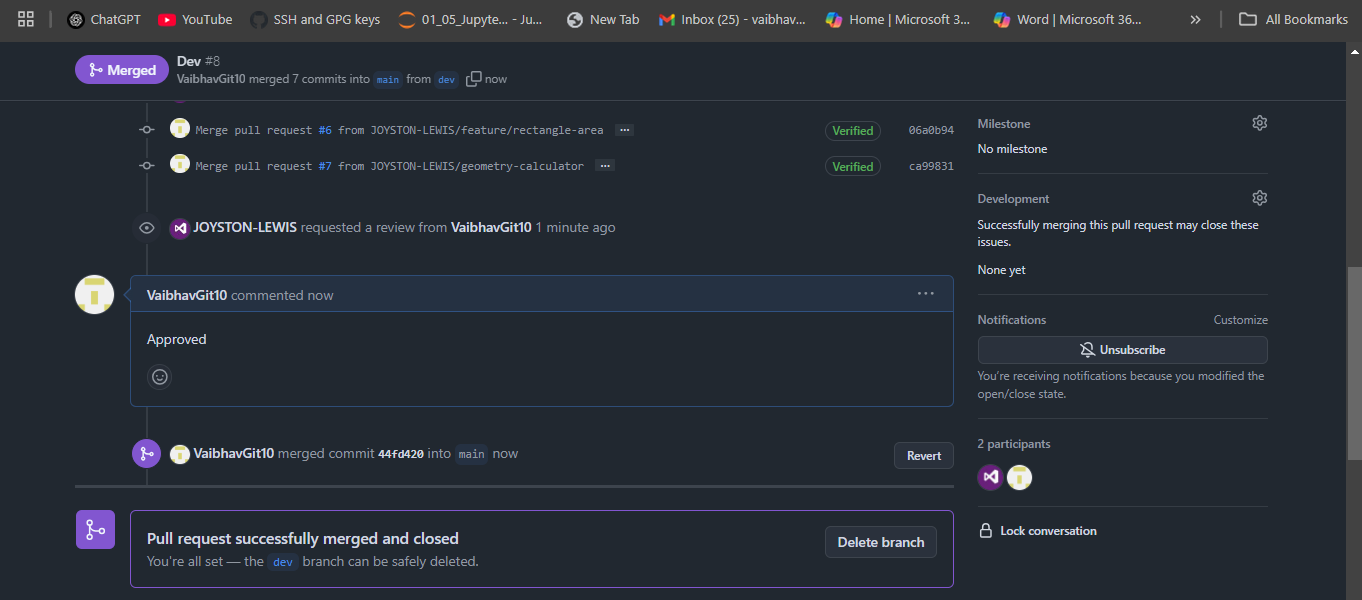 ChatGPT YouTube SSH and GPG keys 01_05_Jupyte... - Ju... New Tab Inbox (25) - vaibhav... Home | Microsoft 3... Word | Microsoft 36... » All Bookmarks
Merged
Dev #8
VaibhavGit10 merged 7 commits into main from dev now
Merge pull request #6 from JOYSTON-LEWIS/feature/rectangle-area ... Verified 06a0b94
Merge pull request #7 from JOYSTON-LEWIS/geometry-calculator ... Verified ca99831
JOYSTON-LEWIS requested a review from VaibhavGit10 1 minute ago
VaibhavGit10 commented now
Approved
VaibhavGit10 merged commit 44fd420 into main now
Revert
Pull request successfully merged and closed
You're all set — the dev branch can be safely deleted.
Delete branch
Milestone
No milestone
Development
Successfully merging this pull request may close these
issues.
None yet
Notifications Customize
Unsubscribe
You're receiving notifications because you modified the
open/close state.
2 participants
Lock conversation